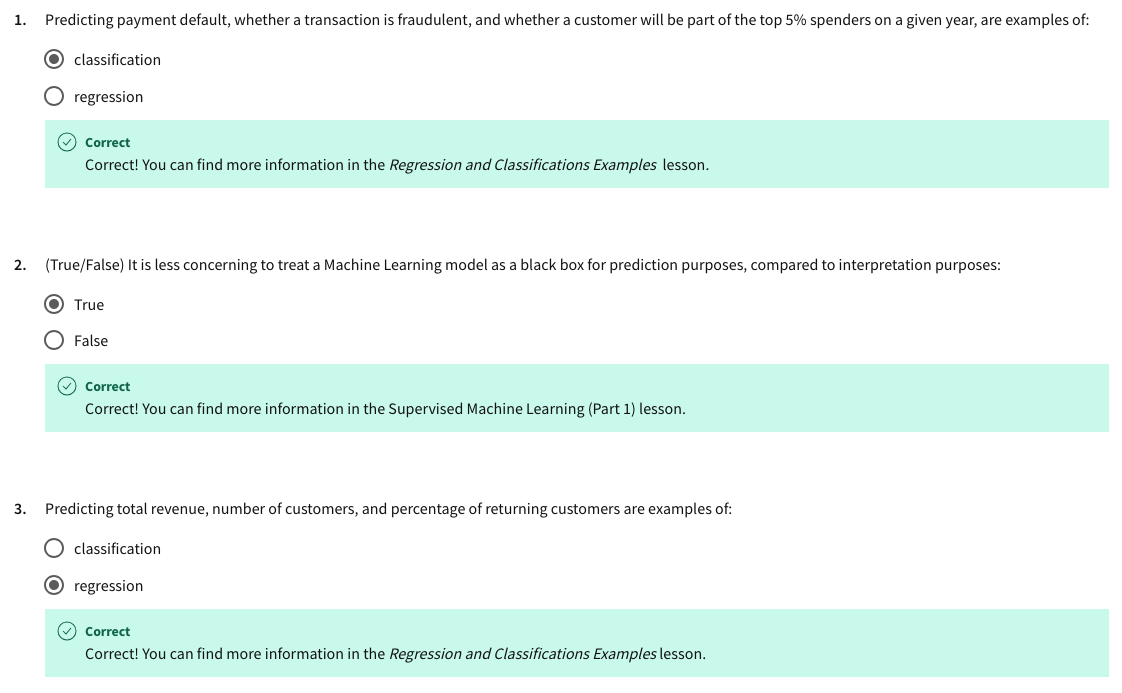 1. Predicting payment default, whether a transaction is fraudulent, and whether a customer will be part of the top 5% spenders on a given year, are examples of:
classification
regression
Correct
Correct! You can find more information in the Regression and Classifications Examples lesson.
2. (True/False) It is less concerning to treat a Machine Learning model as a black box for prediction purposes, compared to interpretation purposes:
True
False
Correct
Correct! You can find more information in the Supervised Machine Learning (Part 1) lesson.
3. Predicting total revenue, number of customers, and percentage of returning customers are examples of:
classification
regression
Correct
Correct! You can find more information in the Regression and Classifications Examples lesson.